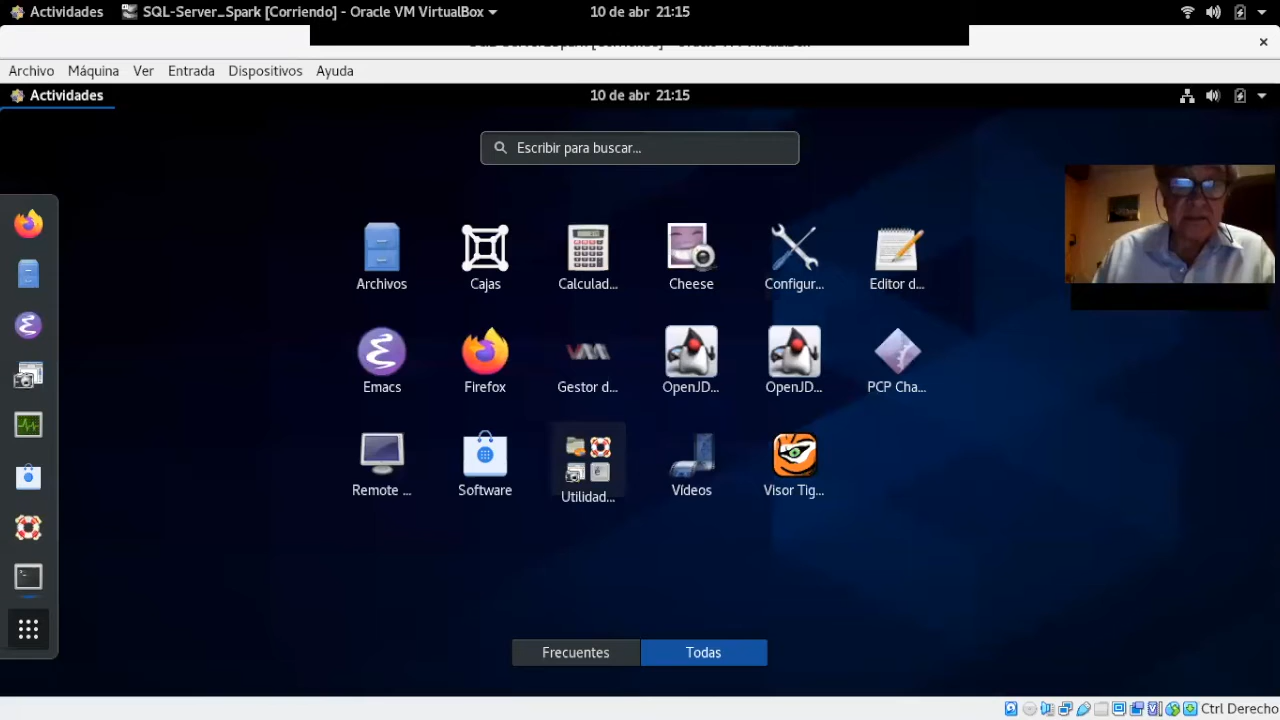 Actividades SQL-Server_Spark [Corriendo] - Oracle VM VirtualBox 10 de abr 21:15
Archivo Máquina Ver Entrada Dispositivos Ayuda
Actividades 10 de abr 21:15
Escribir para buscar...
Archivos Cajas Calculad... Cheese Configur... Editor d...
Emacs Firefox Gestor d... OpenJD... OpenJD... PCP Cha...
Remote ... Software Utilidad... Vídeos Visor Tig...
Frecuentes Todas
Ctrl Derecho